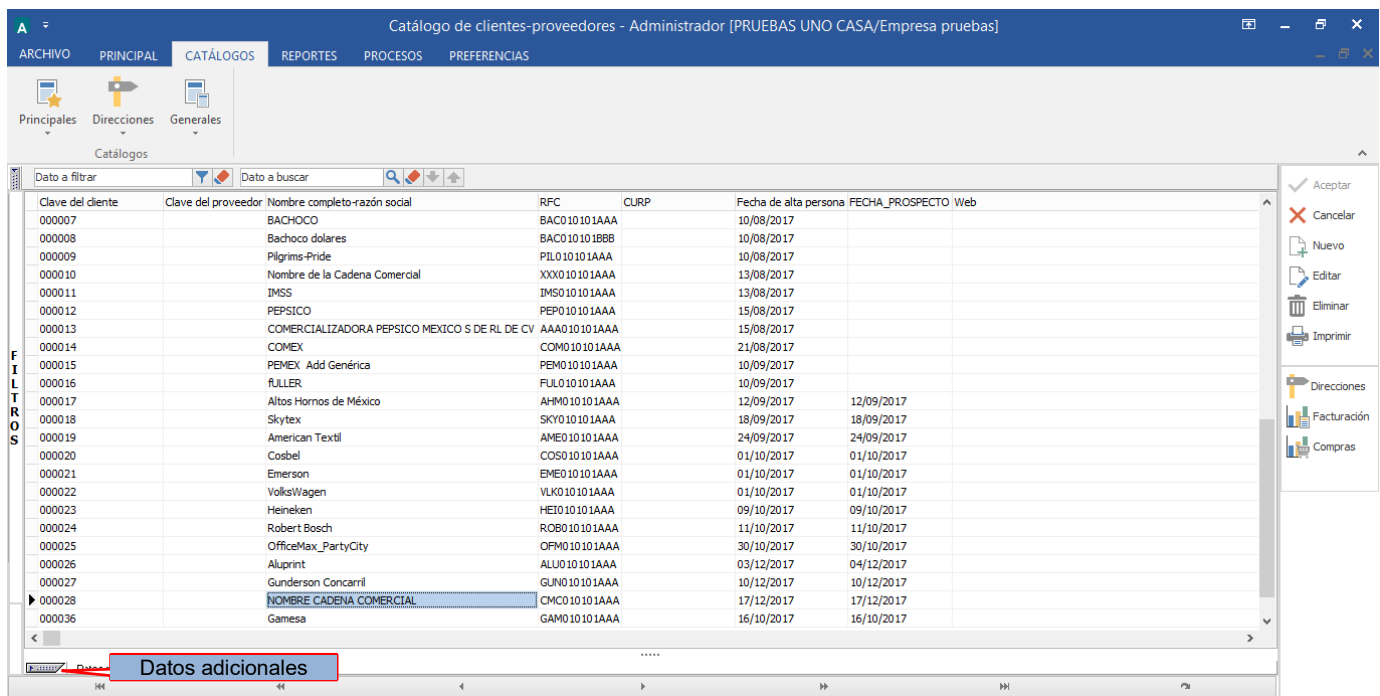 A
Catálogo de clientes-proveedores - Administrador [PRUEBAS UNO CASA/Empresa pruebas]
ARCHIVO PRINCIPAL CATÁLOGOS REPORTES PROCESOS PREFERENCIAS
Principales Direcciones Generales
Catálogos
Dato a filtrar Dato a buscar
Clave del cliente Clave del proveedor Nombre completo-razón social RFC CURP Fecha de alta persona FECHA_PROSPECTO Web
000007 BACHOCO BAC010101AAA 10/08/2017
000008 Bachoco dolares BAC010101BBB 10/08/2017
000009 Pilgrims-Pride PIL010101AAA 10/08/2017
000010 Nombre de la Cadena Comercial XXX010101AAA 13/08/2017
000011 IMSS IMS010101AAA 13/08/2017
000012 PEPSICO PEP010101AAA 15/08/2017
000013 COMERCIALIZADORA PEPSICO MEXICO S DE RL DE CV AAA010101AAA 15/08/2017
000014 COMEX COM010101AAA 21/08/2017
000015 PEMEX Add Genérica PEM010101AAA 10/09/2017
000016 fULLER FUL010101AAA 10/09/2017
000017 Altos Hornos de México AHM010101AAA 12/09/2017 12/09/2017
000018 Skytex SKY010101AAA 18/09/2017 18/09/2017
000019 American Textil AME010101AAA 24/09/2017 24/09/2017
000020 Cosbel COS010101AAA 01/10/2017 01/10/2017
000021 Emerson EME010101AAA 01/10/2017 01/10/2017
000022 VolksWagen VLK010101AAA 01/10/2017 01/10/2017
000023 Heineken HEI010101AAA 09/10/2017 09/10/2017
000024 Robert Bosch ROB010101AAA 11/10/2017 11/10/2017
000025 OfficeMax_PartyCity OFM010101AAA 30/10/2017 30/10/2017
000026 Aluprint ALU010101AAA 03/12/2017 04/12/2017
000027 Gunderson Concarril GUN010101AAA 10/12/2017 10/12/2017
000028 NOMBRE CADENA COMERCIAL CMC010101AAA 17/12/2017 17/12/2017
000036 Gamesa GAM010101AAA 16/10/2017 16/10/2017
FILTROS
Datos adicionales
Aceptar
Cancelar
Nuevo
Editar
Eliminar
Imprimir
Direcciones
Facturación
Compras